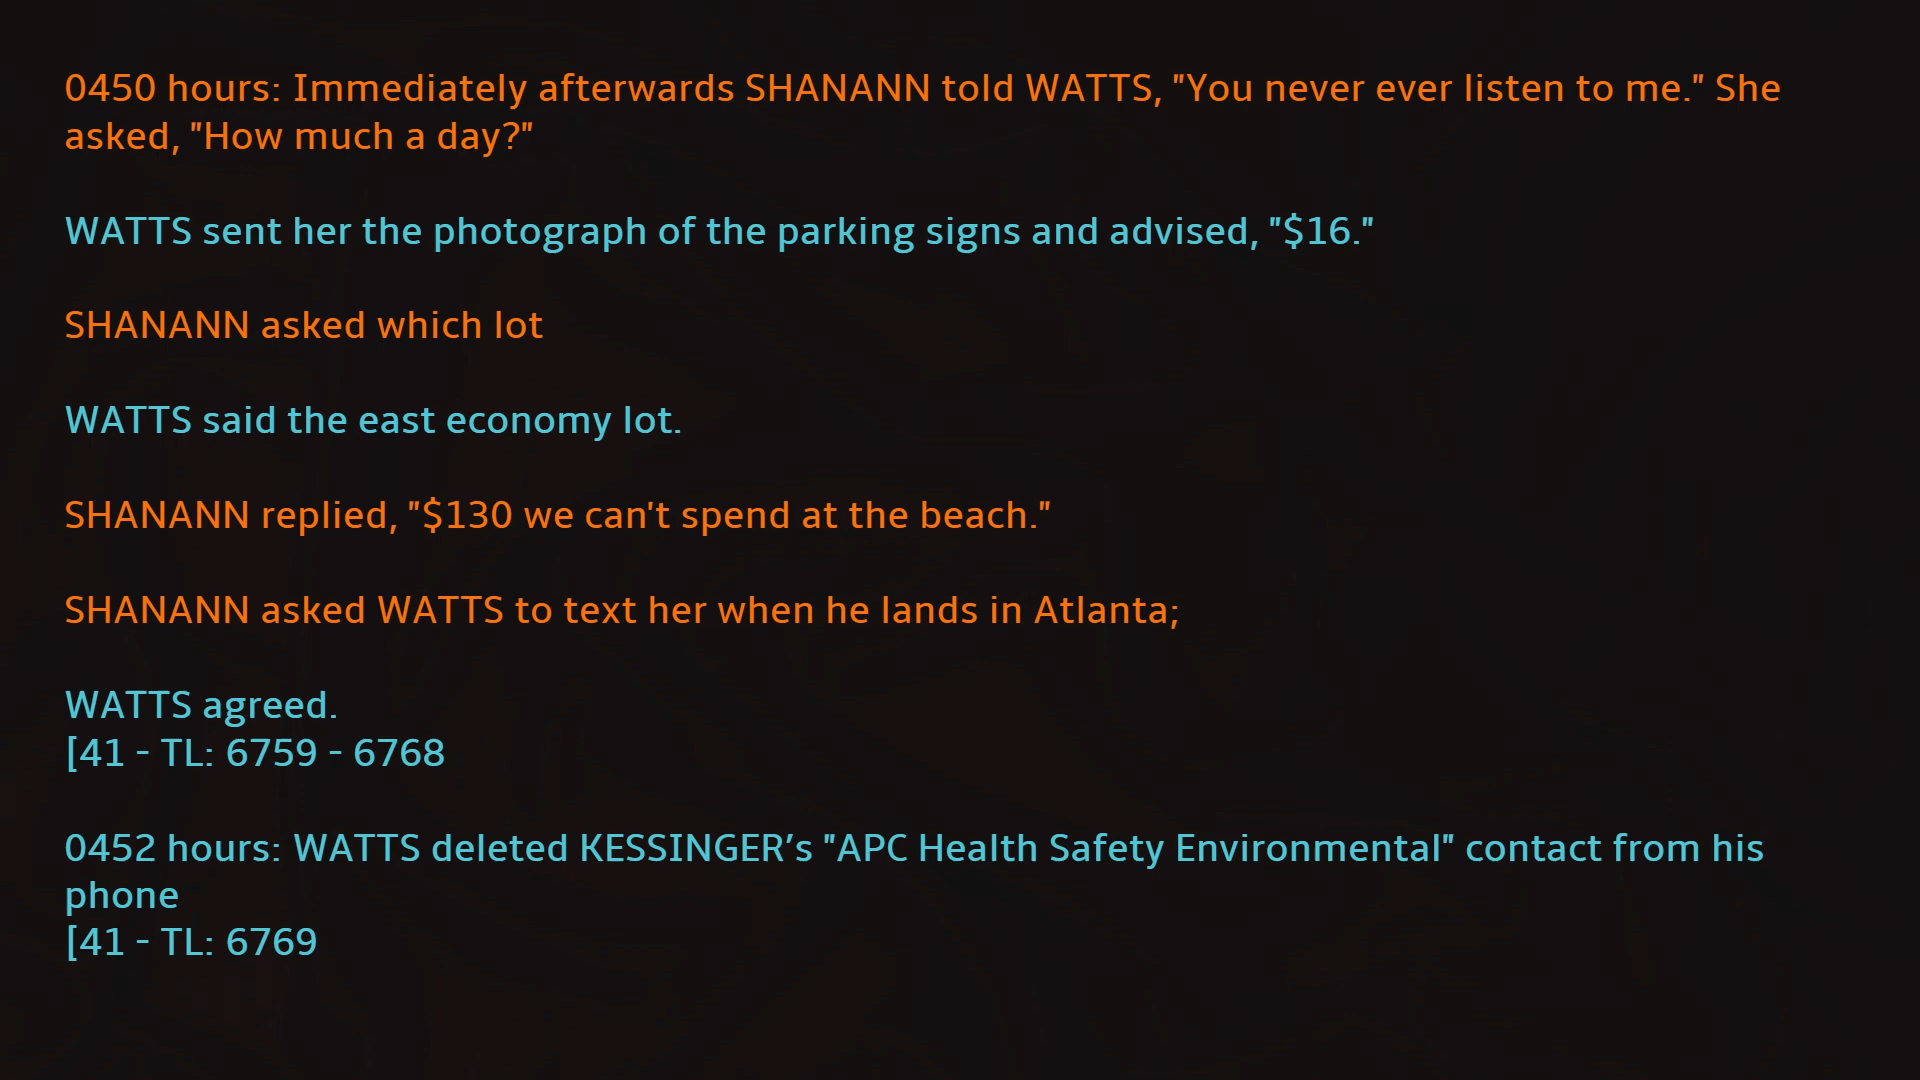 0450 hours: Immediately afterwards SHANANN told WATTS, "You never ever listen to me." She
asked, "How much a day?"
WATTS sent her the photograph of the parking signs and advised, "$16."
SHANANN asked which lot
WATTS said the east economy lot.
SHANANN replied, "$130 we can't spend at the beach."
SHANANN asked WATTS to text her when he lands in Atlanta;
WATTS agreed.
[41 - TL: 6759 - 6768
0452 hours: WATTS deleted KESSINGER’s "APC Health Safety Environmental" contact from his
phone
[41 - TL: 6769